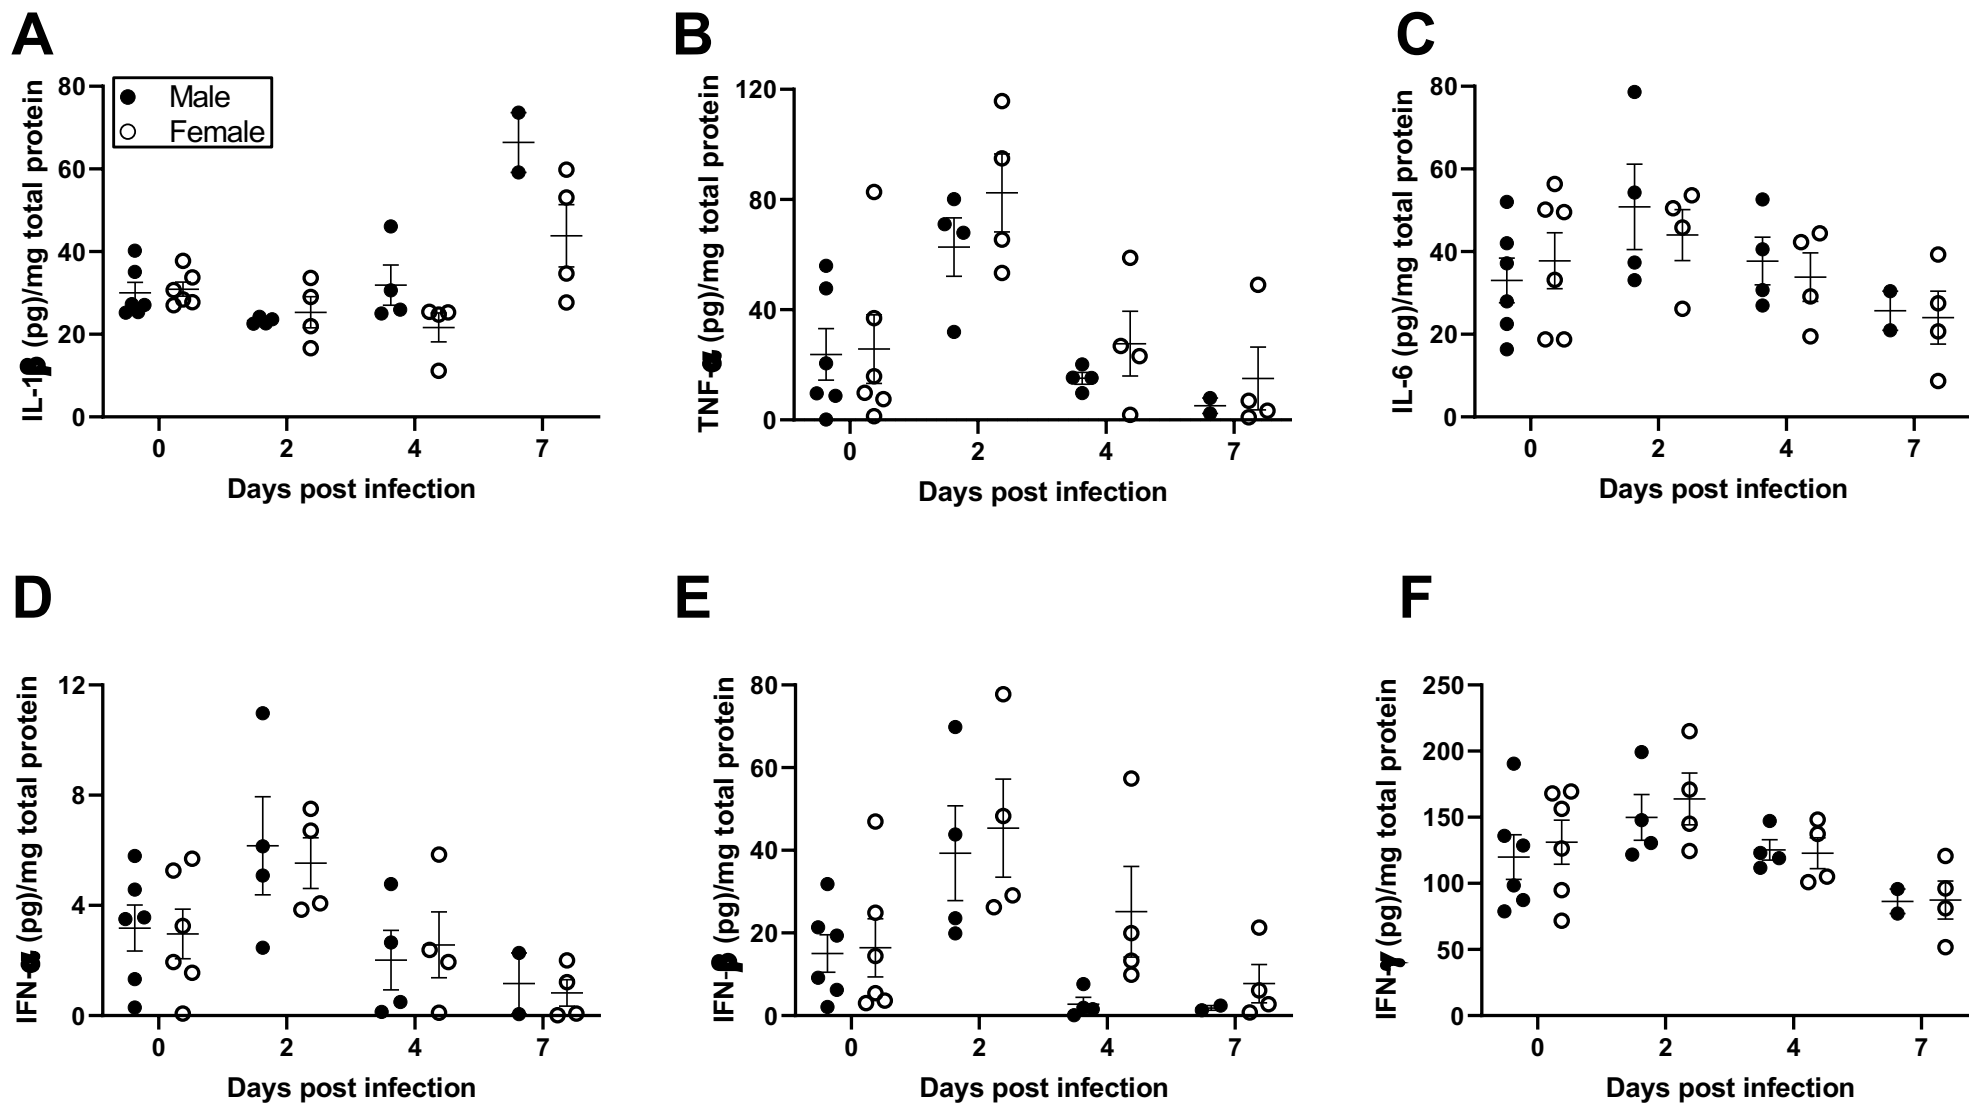 A
B
C
IL-1β (pg)/mg total protein
80
60
40
20
0
Male
Female
0 2 4 7
Days post infection
TNF-α (pg)/mg total protein
120
80
40
0
0 2 4 7
Days post infection
IL-6 (pg)/mg total protein
80
60
40
20
0
0 2 4 7
Days post infection
D
E
F
IFN-α (pg)/mg total protein
12
8
4
0
0 2 4 7
Days post infection
IFN-β (pg)/mg total protein
80
60
40
20
0
0 2 4 7
Days post infection
IFN-γ (pg)/mg total protein
250
200
150
100
50
0
0 2 4 7
Days post infection